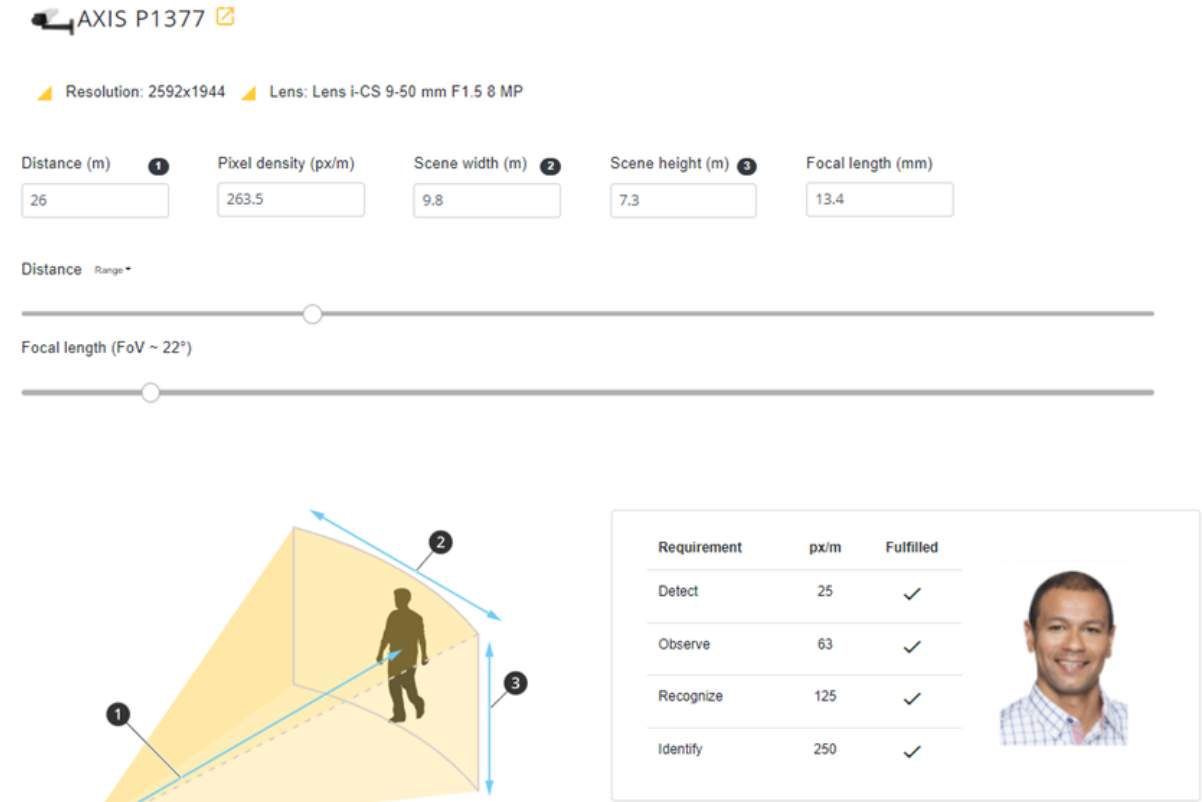 AXIS P1377
Resolution: 2592x1944 Lens: Lens i-CS 9-50 mm F1.5 8 MP
Distance (m) 1 Pixel density (px/m) Scene width (m) 2 Scene height (m) 3 Focal length (mm)
26 263.5 9.8 7.3 13.4
Distance Range
Focal length (FoV ~ 22°)
2
3
1
Requirement px/m Fulfilled
Detect 25
Observe 63
Recognize 125
Identify 250